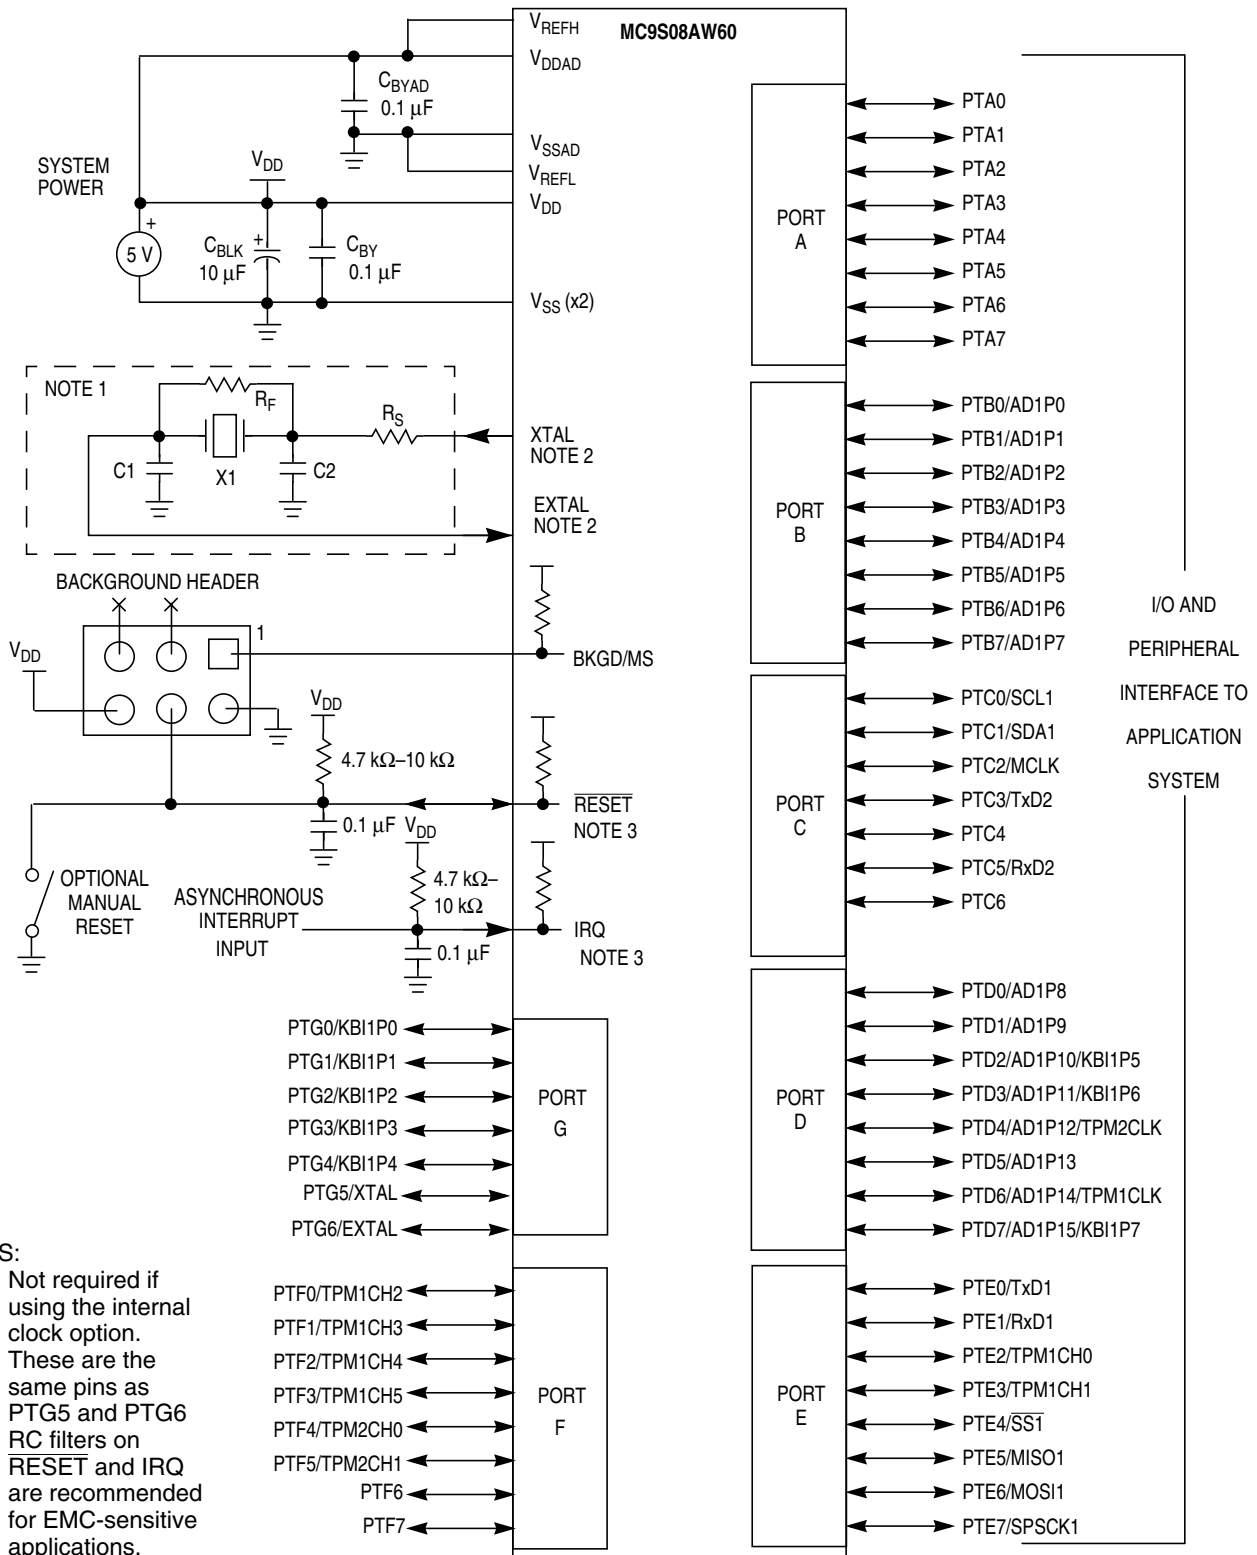 MC9S08AW60
VREFH
VDDAD
CBYAD
0.1 µF
VSSAD
VREFL
VDD
SYSTEM
POWER
VDD
+
5 V
CBLK
+
10 µF
CBY
0.1 µF
VSS (x2)
NOTE 1
RF
RS
C1
X1
C2
XTAL
NOTE 2
EXTAL
NOTE 2
BACKGROUND HEADER
1
VDD
BKGD/MS
VDD
4.7 kΩ–10 kΩ
0.1 µF
RESET
NOTE 3
VDD
4.7 kΩ–
10 kΩ
OPTIONAL
MANUAL
RESET
ASYNCHRONOUS
INTERRUPT
INPUT
0.1 µF
IRQ
NOTE 3
PTG0/KBI1P0
PTG1/KBI1P1
PTG2/KBI1P2
PTG3/KBI1P3
PTG4/KBI1P4
PTG5/XTAL
PTG6/EXTAL
PORT
G
PTF0/TPM1CH2
PTF1/TPM1CH3
PTF2/TPM1CH4
PTF3/TPM1CH5
PTF4/TPM2CH0
PTF5/TPM2CH1
PTF6
PTF7
PORT
F
S:
Not required if
using the internal
clock option.
These are the
same pins as
PTG5 and PTG6
RC filters on
RESET and IRQ
are recommended
for EMC-sensitive
applications.
PORT
A
PTA0
PTA1
PTA2
PTA3
PTA4
PTA5
PTA6
PTA7
PORT
B
PTB0/AD1P0
PTB1/AD1P1
PTB2/AD1P2
PTB3/AD1P3
PTB4/AD1P4
PTB5/AD1P5
PTB6/AD1P6
PTB7/AD1P7
PORT
C
PTC0/SCL1
PTC1/SDA1
PTC2/MCLK
PTC3/TxD2
PTC4
PTC5/RxD2
PTC6
PORT
D
PTD0/AD1P8
PTD1/AD1P9
PTD2/AD1P10/KBI1P5
PTD3/AD1P11/KBI1P6
PTD4/AD1P12/TPM2CLK
PTD5/AD1P13
PTD6/AD1P14/TPM1CLK
PTD7/AD1P15/KBI1P7
PORT
E
PTE0/TxD1
PTE1/RxD1
PTE2/TPM1CH0
PTE3/TPM1CH1
PTE4/SS1
PTE5/MISO1
PTE6/MOSI1
PTE7/SPSCK1
I/O AND
PERIPHERAL
INTERFACE TO
APPLICATION
SYSTEM